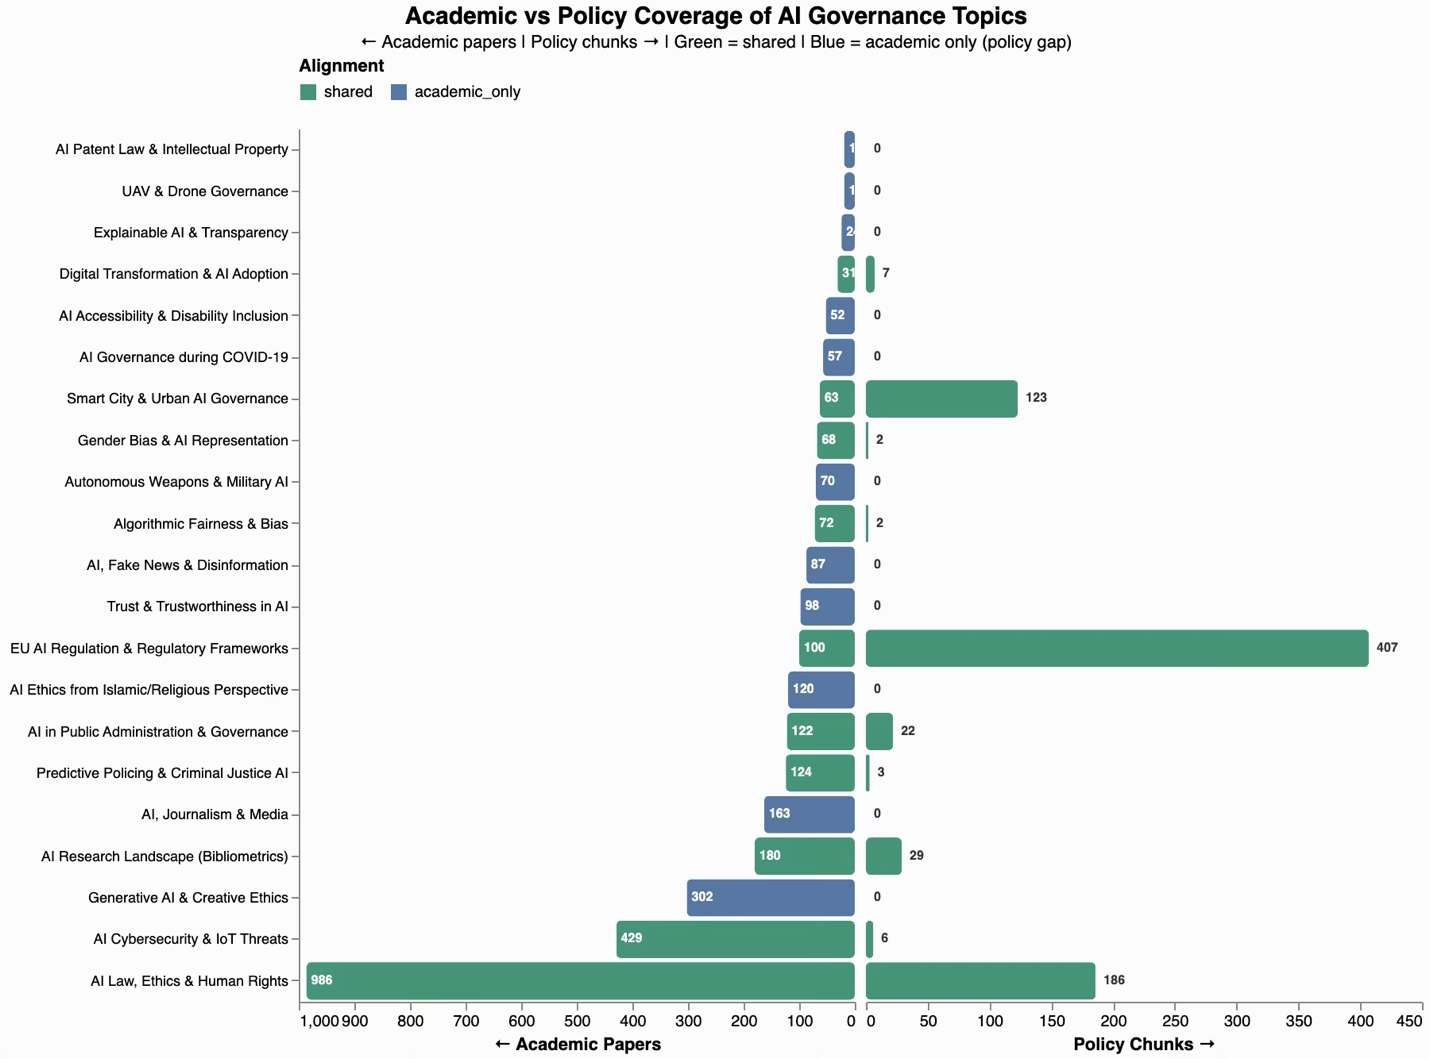 Academic vs Policy Coverage of AI Governance Topics
← Academic papers | Policy chunks → | Green = shared | Blue = academic only (policy gap)
Alignment
shared academic_only
AI Patent Law & Intellectual Property 0
UAV & Drone Governance 0
Explainable AI & Transparency 0
Digital Transformation & AI Adoption 31 7
AI Accessibility & Disability Inclusion 52 0
AI Governance during COVID-19 57 0
Smart City & Urban AI Governance 63 123
Gender Bias & AI Representation 68 2
Autonomous Weapons & Military AI 70 0
Algorithmic Fairness & Bias 72 2
AI, Fake News & Disinformation 87 0
Trust & Trustworthiness in AI 98 0
EU AI Regulation & Regulatory Frameworks 100 407
AI Ethics from Islamic/Religious Perspective 120 0
AI in Public Administration & Governance 122 22
Predictive Policing & Criminal Justice AI 124 3
AI, Journalism & Media 163 0
AI Research Landscape (Bibliometrics) 180 29
Generative AI & Creative Ethics 302 0
AI Cybersecurity & IoT Threats 429 6
AI Law, Ethics & Human Rights 986 186
1,000 900 800 700 600 500 400 300 200 100 0 0 50 100 150 200 250 300 350 400 450
← Academic Papers Policy Chunks →